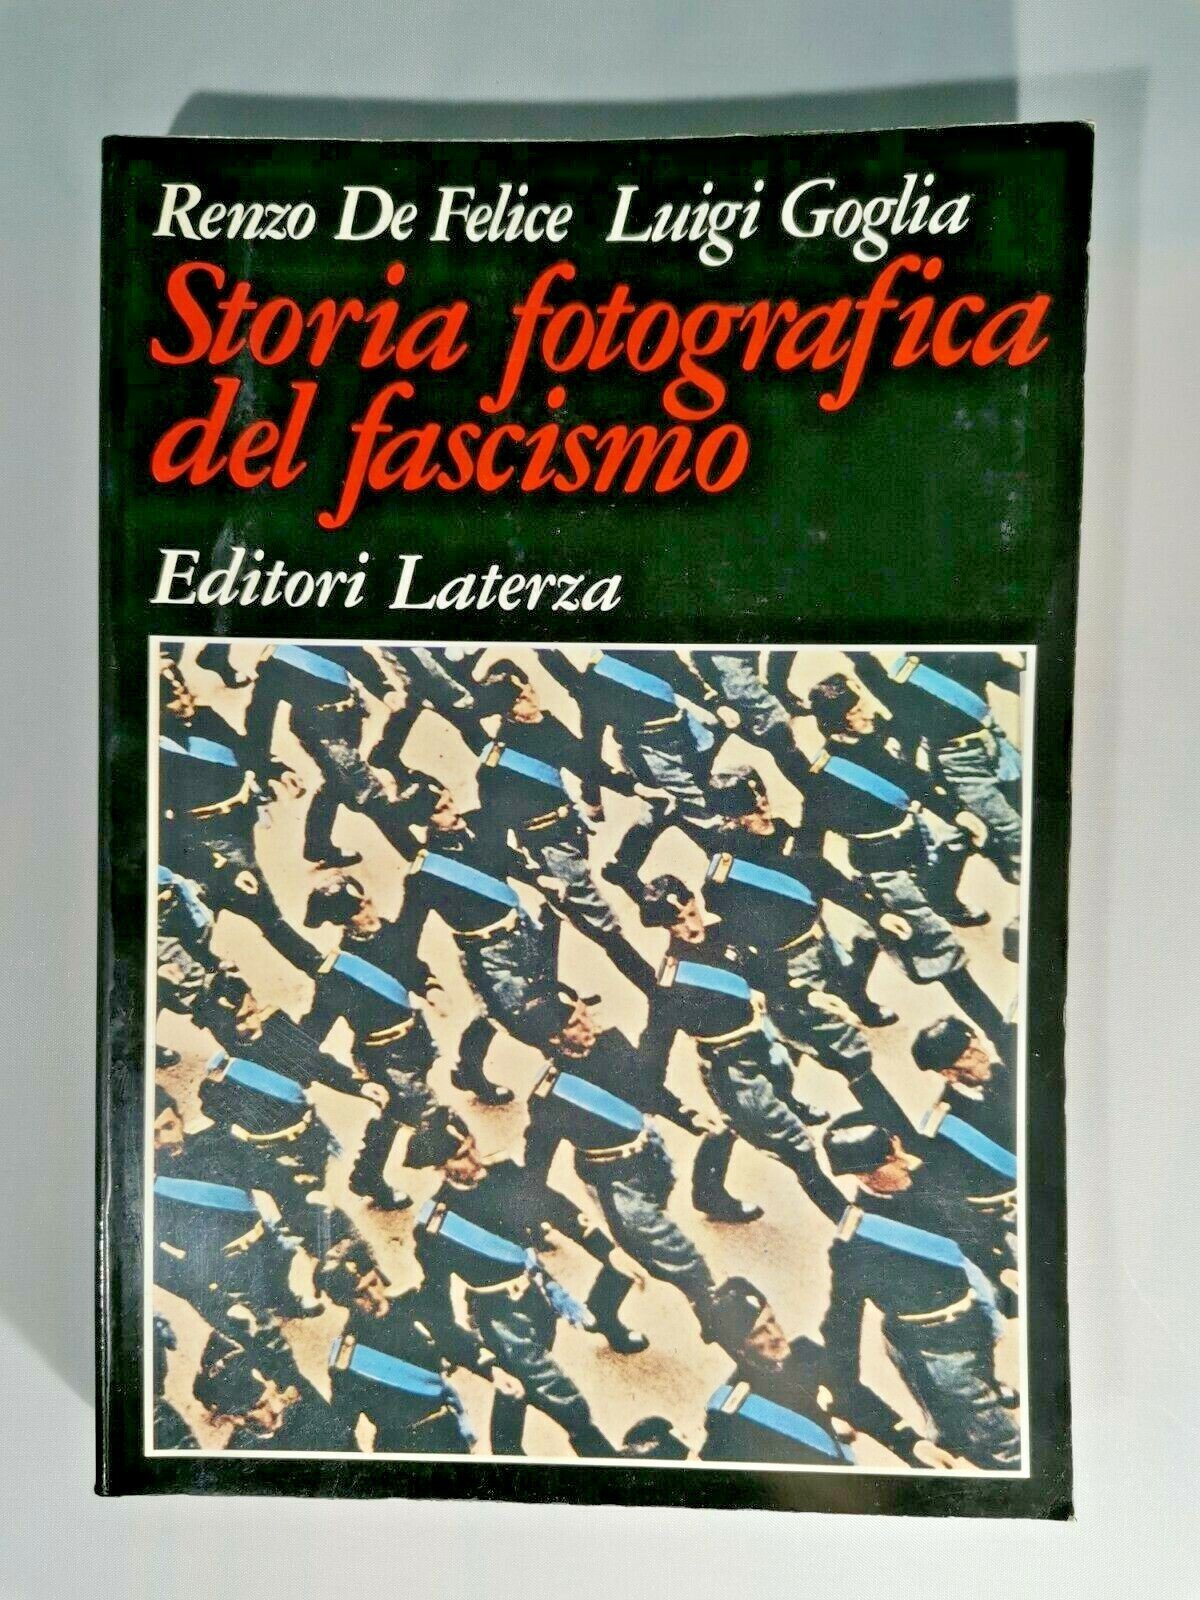 Renzo De Felice Luigi Goglia
Storia fotografica
del fascismo
Editori Laterza